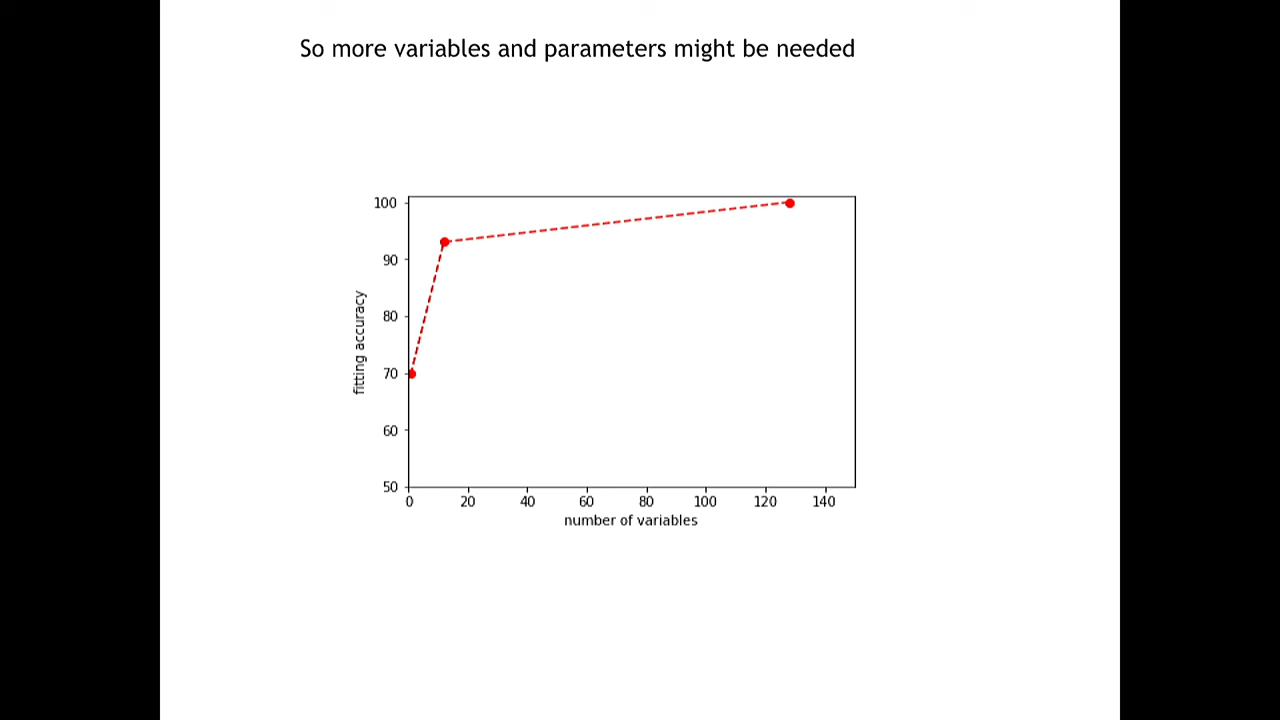 So more variables and parameters might be needed
100
90
80
70
60
50
fitting accuracy
0 20 40 60 80 100 120 140
number of variables